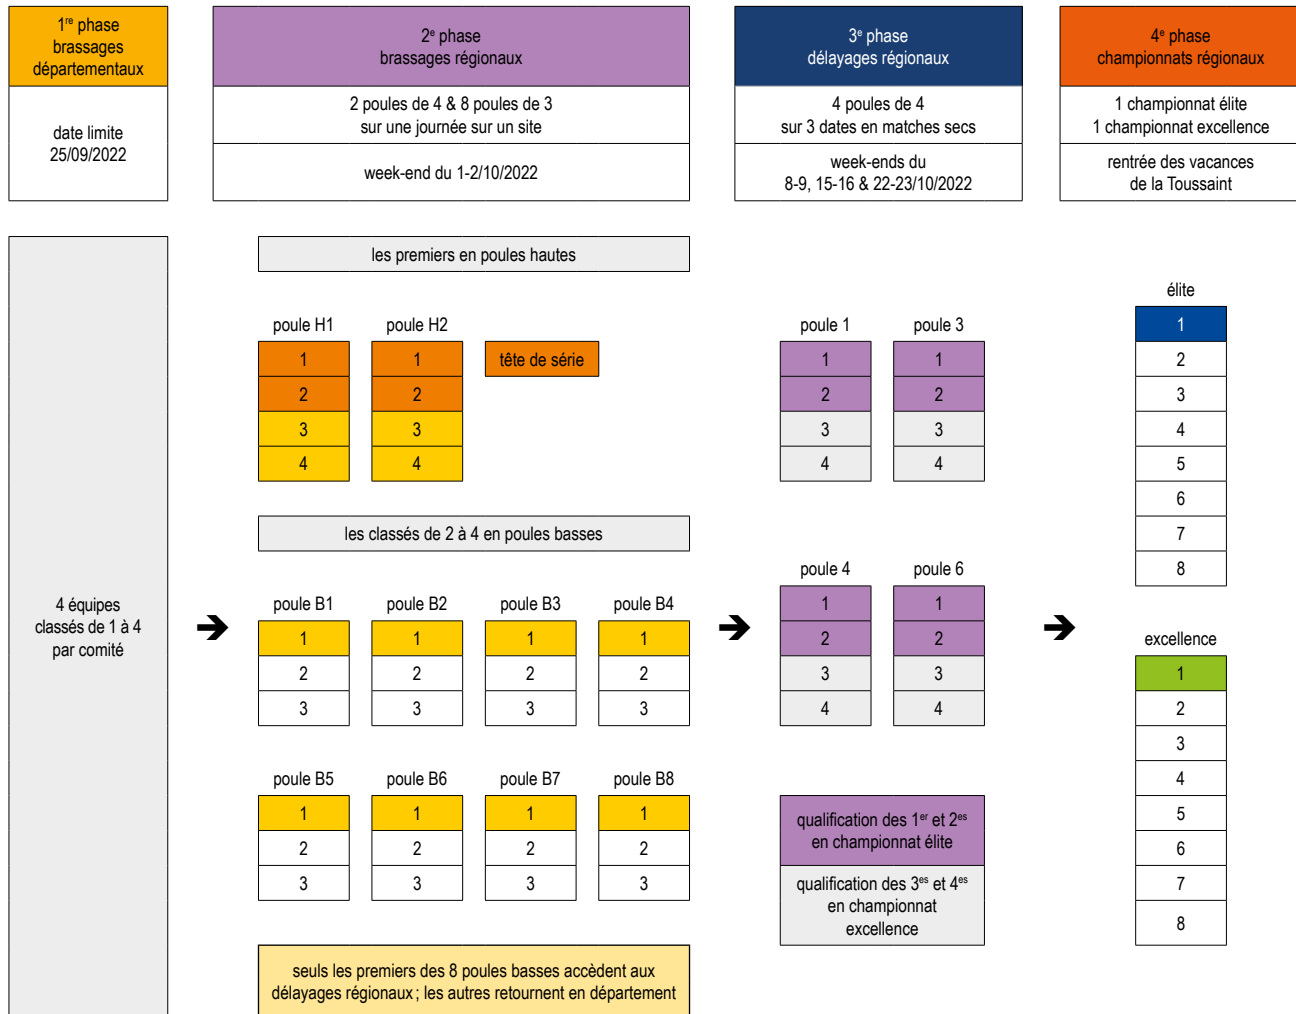 1re phase
brassages
départementaux
date limite
25/09/2022
2e phase
brassages régionaux
2 poules de 4 & 8 poules de 3
sur une journée sur un site
week-end du 1-2/10/2022
3e phase
délayages régionaux
4 poules de 4
sur 3 dates en matches secs
week-ends du
8-9, 15-16 & 22-23/10/2022
4e phase
championnats régionaux
1 championnat élite
1 championnat excellence
rentrée des vacances
de la Toussaint
4 équipes
classés de 1 à 4
par comité
les premiers en poules hautes
poule H1
1
2
3
4
poule H2
1
2
3
4
tête de série
les classés de 2 à 4 en poules basses
poule B1
1
2
3
poule B2
1
2
3
poule B3
1
2
3
poule B4
1
2
3
poule B5
1
2
3
poule B6
1
2
3
poule B7
1
2
3
poule B8
1
2
3
seuls les premiers des 8 poules basses accèdent aux
délayages régionaux ; les autres retournent en département
poule 1
1
2
3
4
poule 3
1
2
3
4
poule 4
1
2
3
4
poule 6
1
2
3
4
qualification des 1er et 2es
en championnat élite
qualification des 3es et 4es
en championnat
excellence
élite
1
2
3
4
5
6
7
8
excellence
1
2
3
4
5
6
7
8